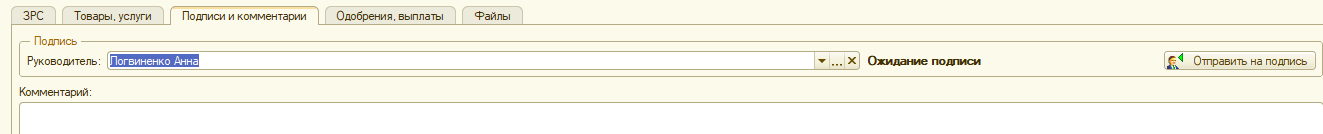 ЗРС Товары, услуги Подписи и комментарии Одобрения, выплаты Файлы
Подпись
Руководитель: Логвиненко Анна ... Ожидание подписи Отправить на подпись
Комментарий: